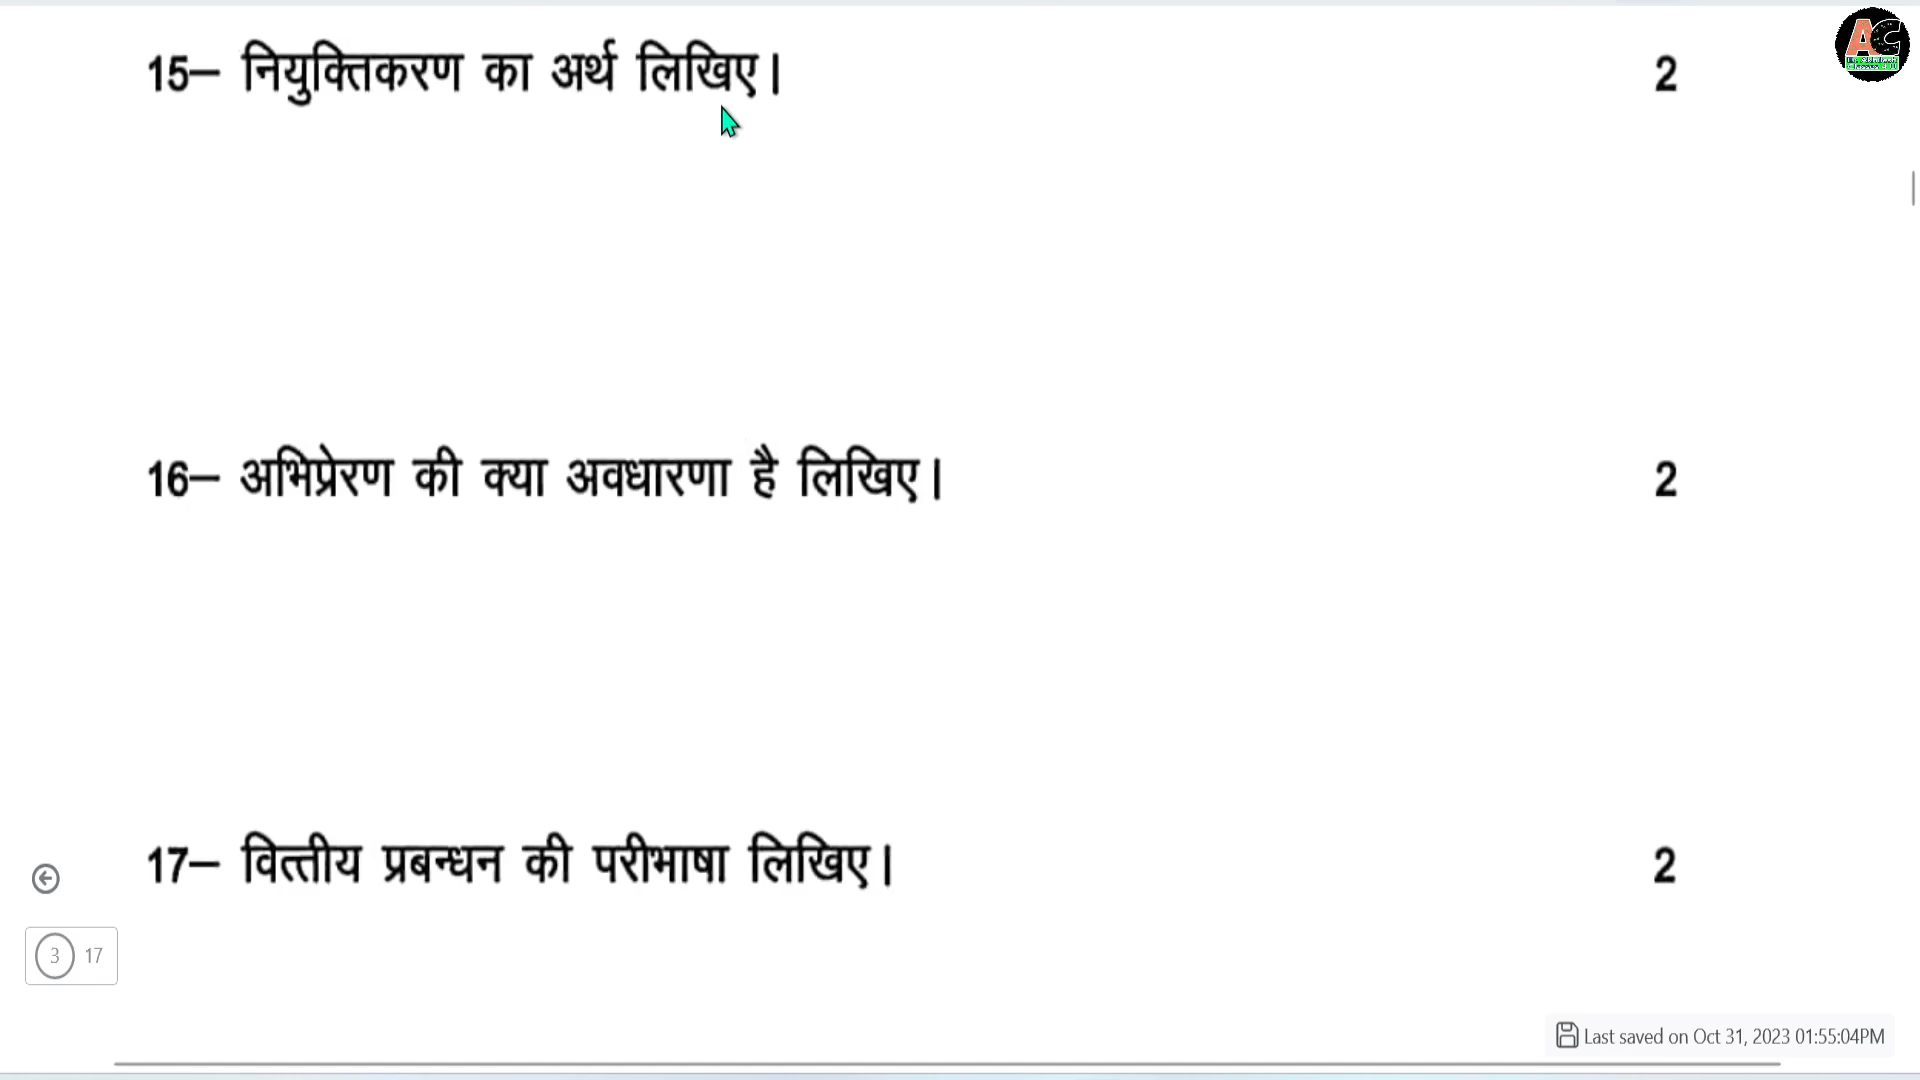 15– नियुक्तिकरण का अर्थ लिखिए। 2
16– अभिप्रेरण की क्या अवधारणा है लिखिए। 2
17– वित्तीय प्रबन्धन की परीभाषा लिखिए। 2
3 17
Last saved on Oct 31, 2023 01:55:04PM
AC